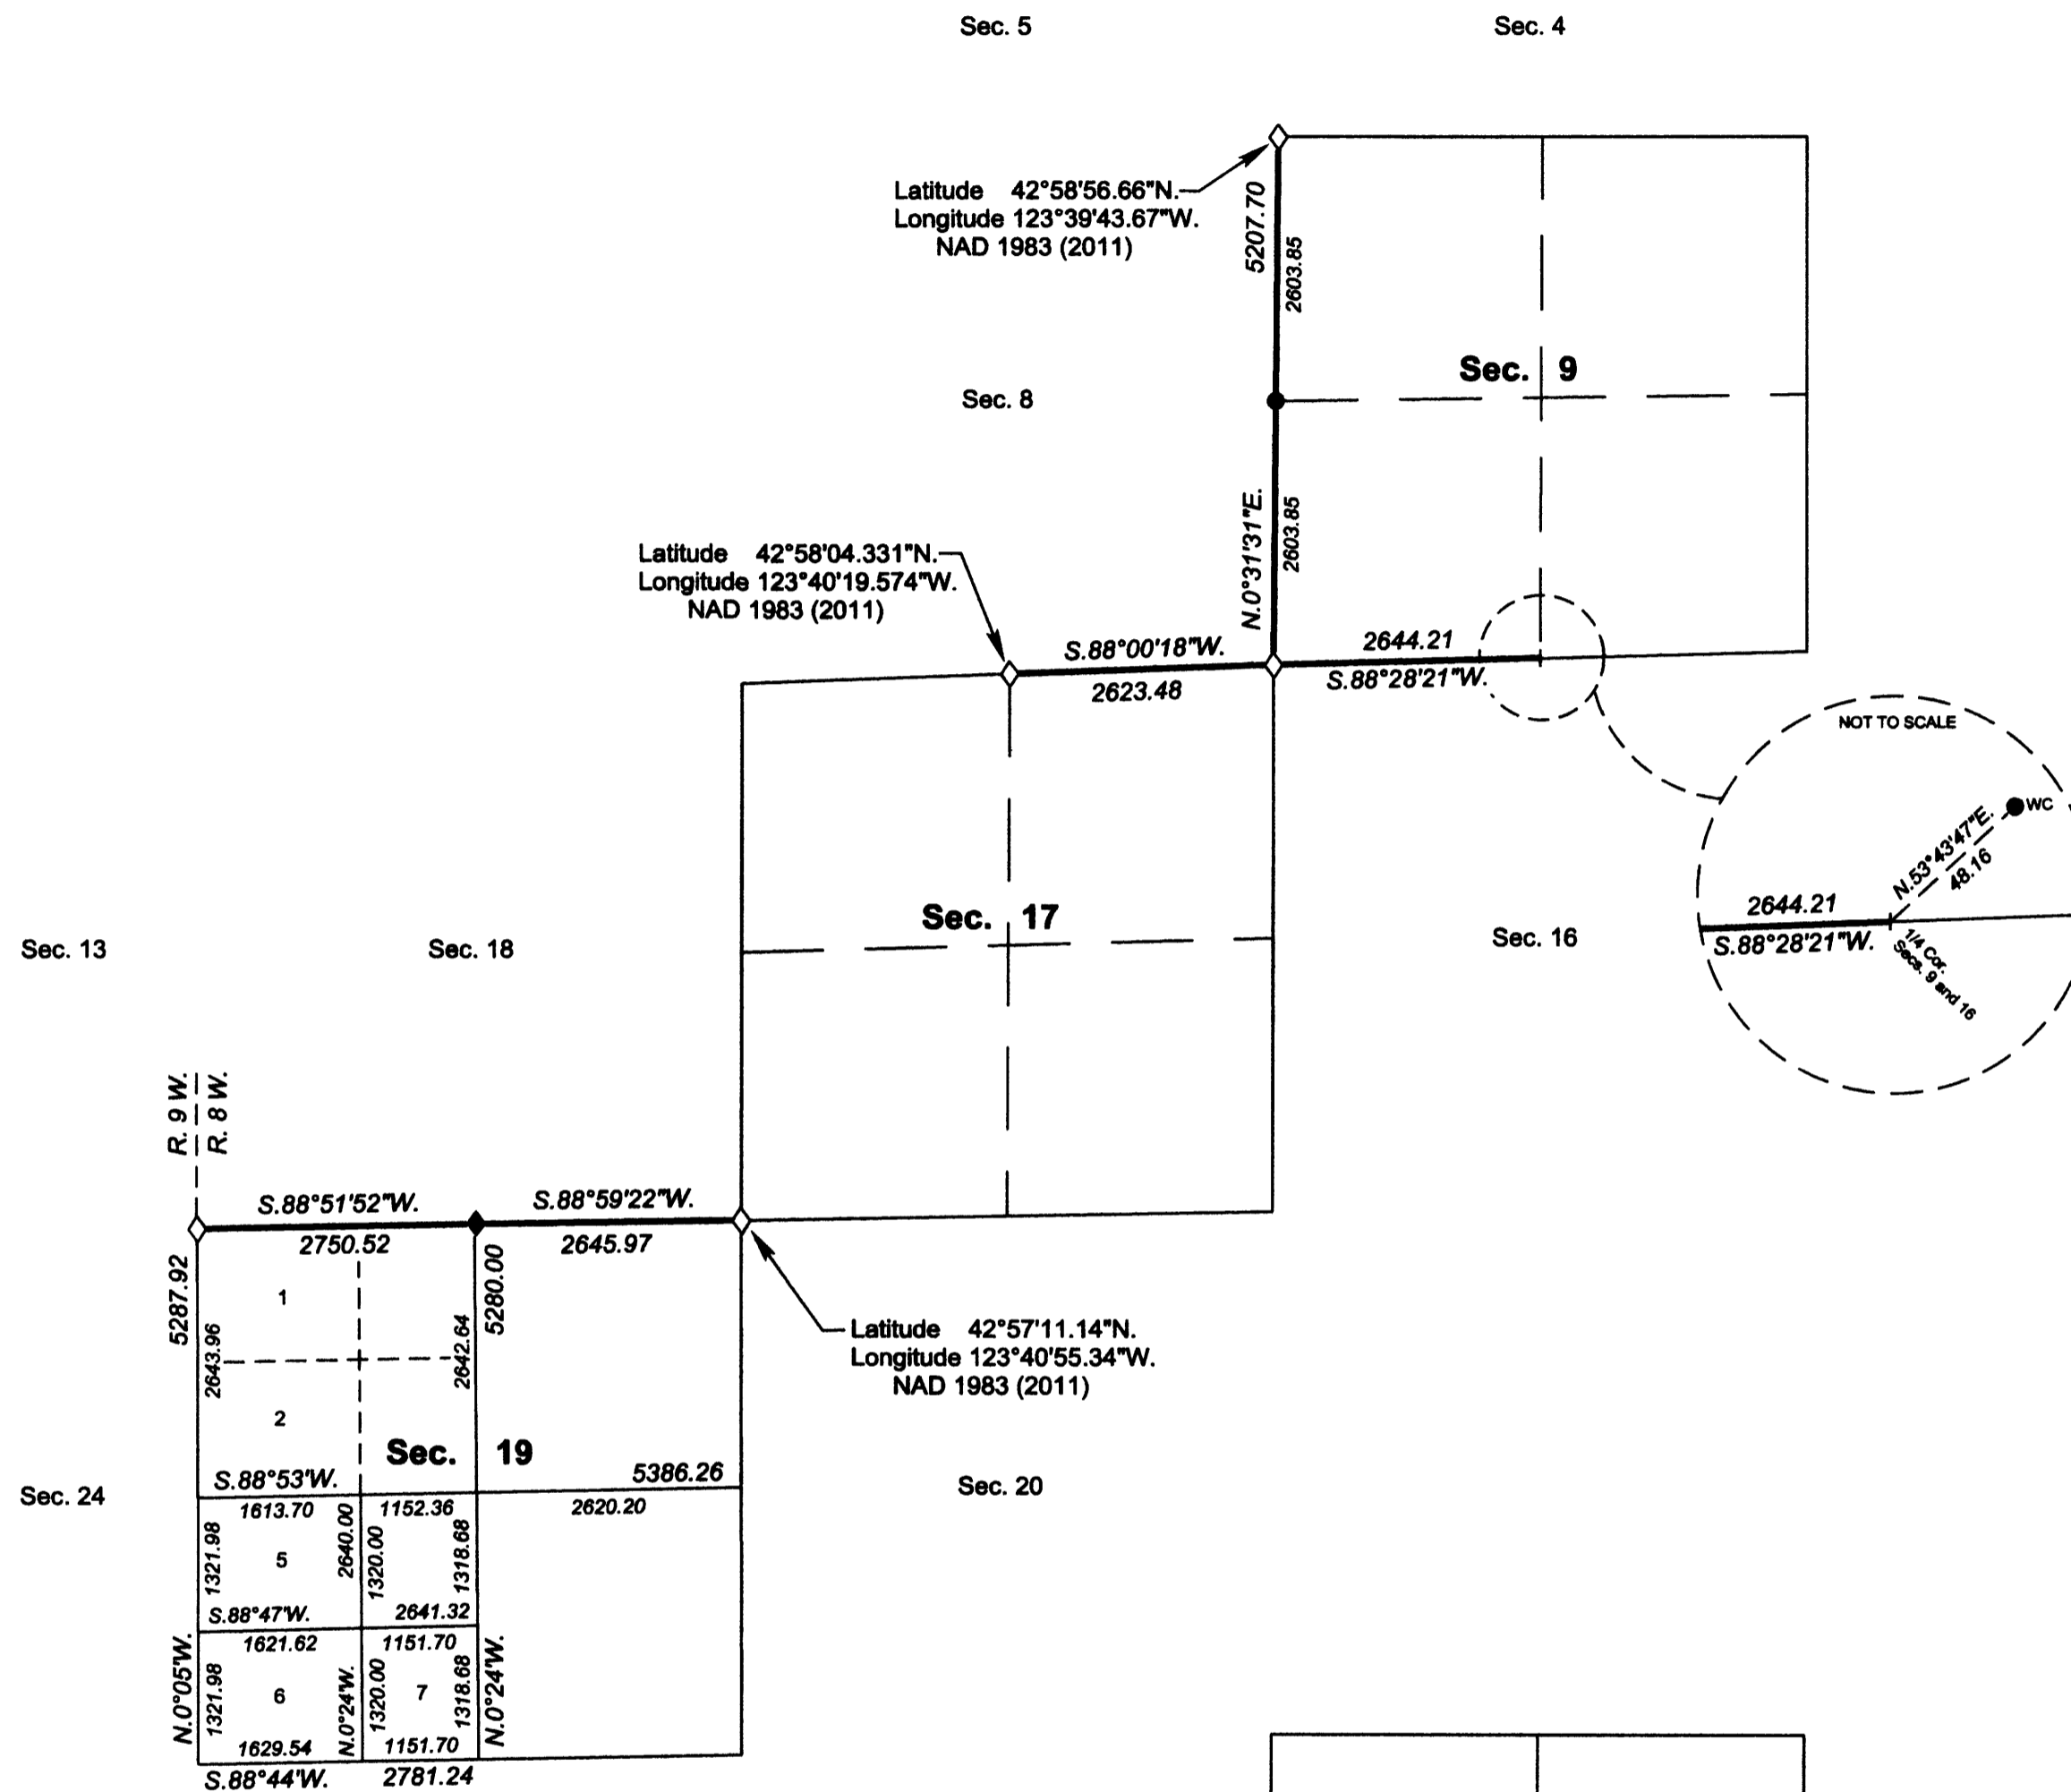 Sec. 5
Sec. 4
Latitude 42°58'56.66"N.
Longitude 123°39'43.67"W.
NAD 1983 (2011)
5207.70
2603.85
Sec. 9
Sec. 8
N.0°31'31"E.
2603.85
Latitude 42°58'04.331"N.
Longitude 123°40'19.574"W.
NAD 1983 (2011)
S.88°00'18"W.
2623.48
2644.21
S.88°28'21"W.
NOT TO SCALE
WC
N.53°43'47"E.
48.16
2644.21
S.88°28'21"W.
1/4 Cor.
Secs. 9 and 16
Sec. 17
Sec. 13
Sec. 18
Sec. 16
R. 9 W.
R. 8 W.
S.88°51'52"W.
S.88°59'22"W.
2750.52
2645.97
5287.92
5280.00
1
2643.96
2642.64
Latitude 42°57'11.14"N.
Longitude 123°40'55.34"W.
NAD 1983 (2011)
2
Sec. 19
S.88°53'W.
5386.26
Sec. 24
Sec. 20
1613.70
1152.36
2620.20
1321.98
5
2640.00
1320.00
1318.68
S.88°47'W.
2641.32
1621.62
1151.70
N.0°05'W.
1321.98
6
N.0°24'W.
1320.00
7
1318.68
N.0°24'W.
1629.54
1151.70
S.88°44'W.
2781.24